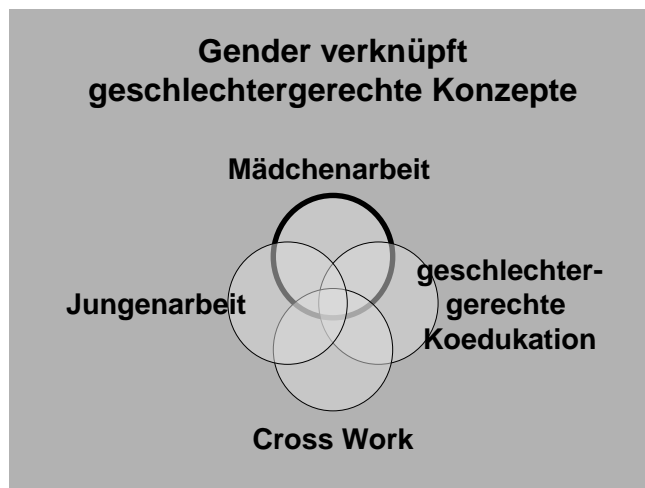 Gender verknüpft
geschlechtergerechte Konzepte
Mädchenarbeit
geschlechter-
gerechte
Koedukation
Jungenarbeit
Cross Work